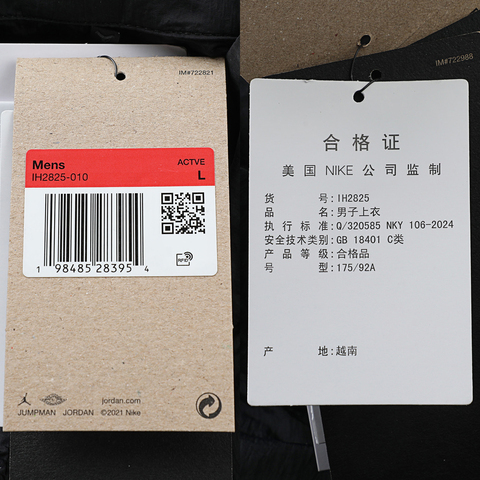 IM#722821
Mens
ACTVE
IH2825-010
L
RFID
1 98485 28395 4
jordan.com
JUMPMAN JORDAN ©2021 Nike
IM#722988
合格证
美国 NIKE 公司监制
货 号:IH2825
品 名:男子上衣
执行标准:Q/320585 NKY 106-2024
安全技术类别:GB 18401 C类
产品等级:合格品
号 型:175/92A
产 地:越南